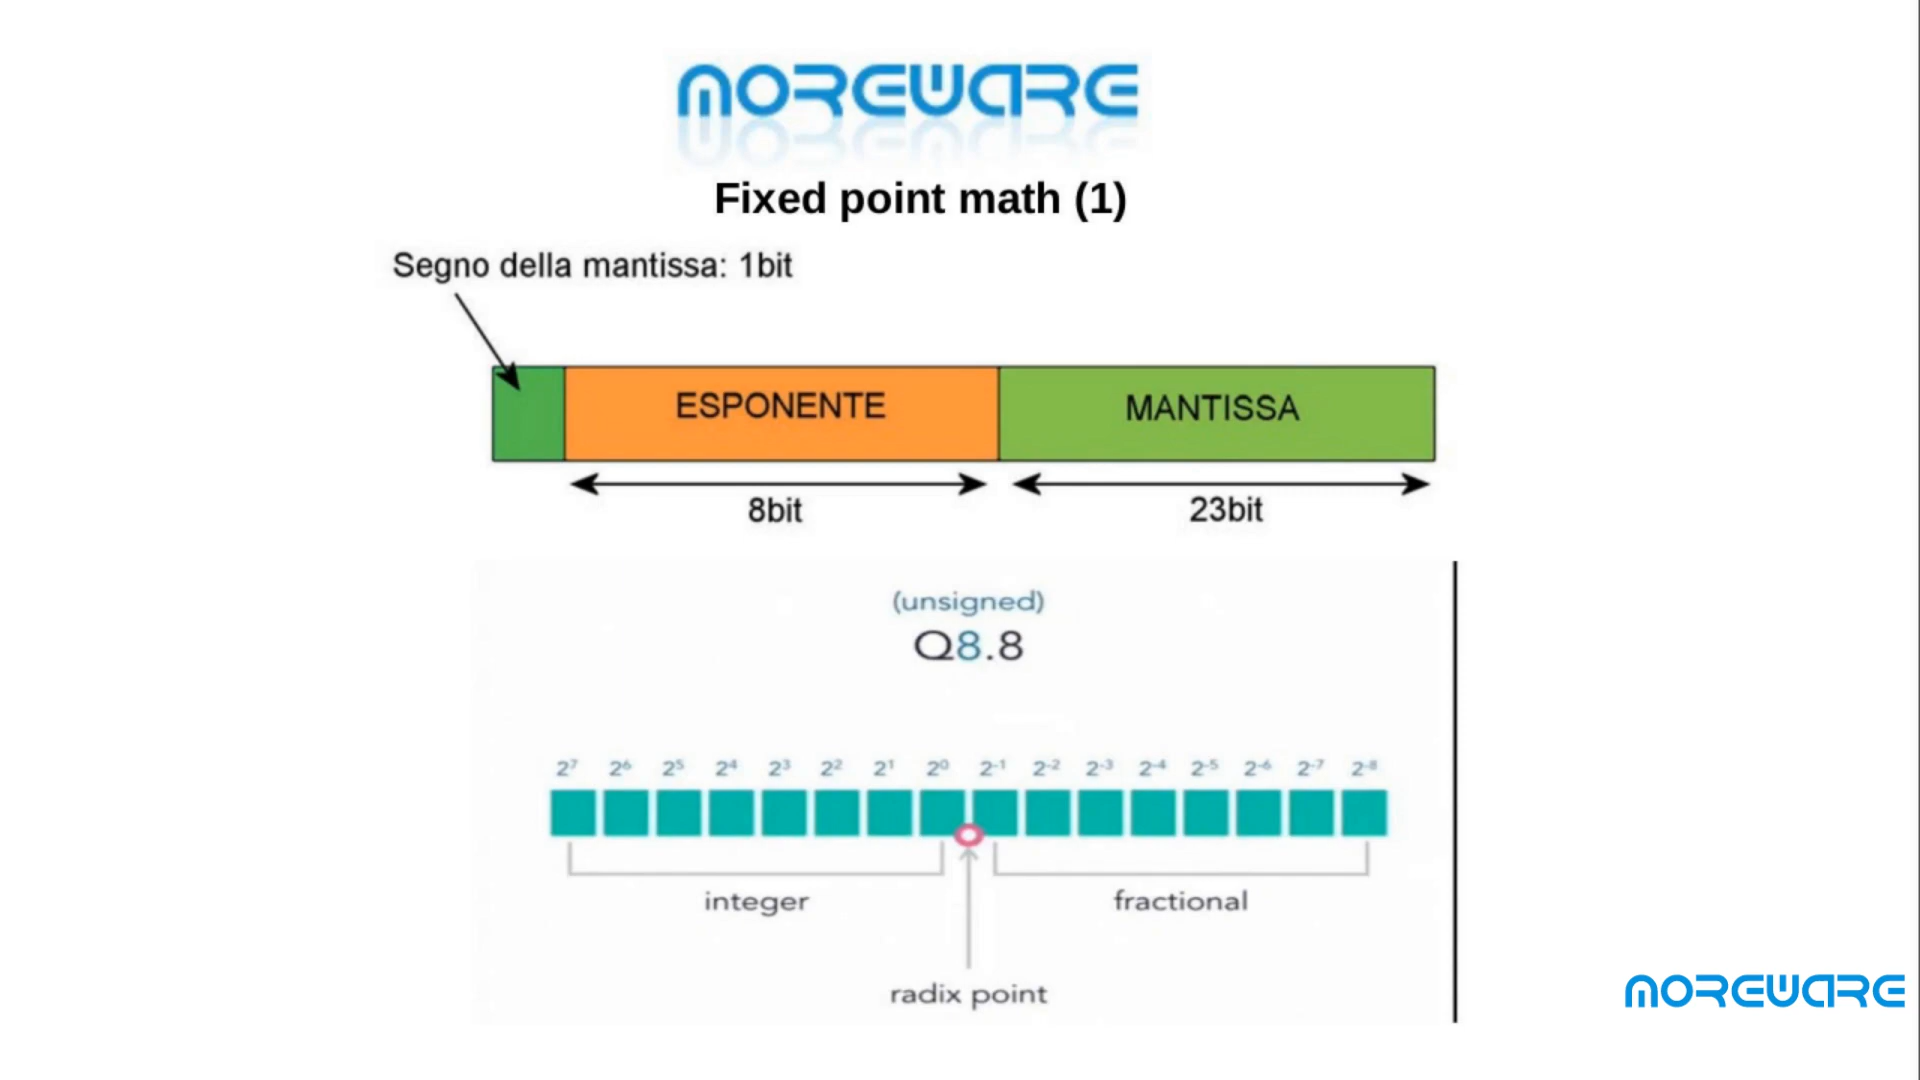 MOREWARE
Fixed point math (1)
Segno della mantissa: 1bit
ESPONENTE
MANTISSA
8bit
23bit
(unsigned)
Q8.8
2⁷ 2⁶ 2⁵ 2⁴ 2³ 2² 2¹ 2⁰ 2⁻¹ 2⁻² 2⁻³ 2⁻⁴ 2⁻⁵ 2⁻⁶ 2⁻⁷ 2⁻⁸
integer
fractional
radix point
MOREWARE